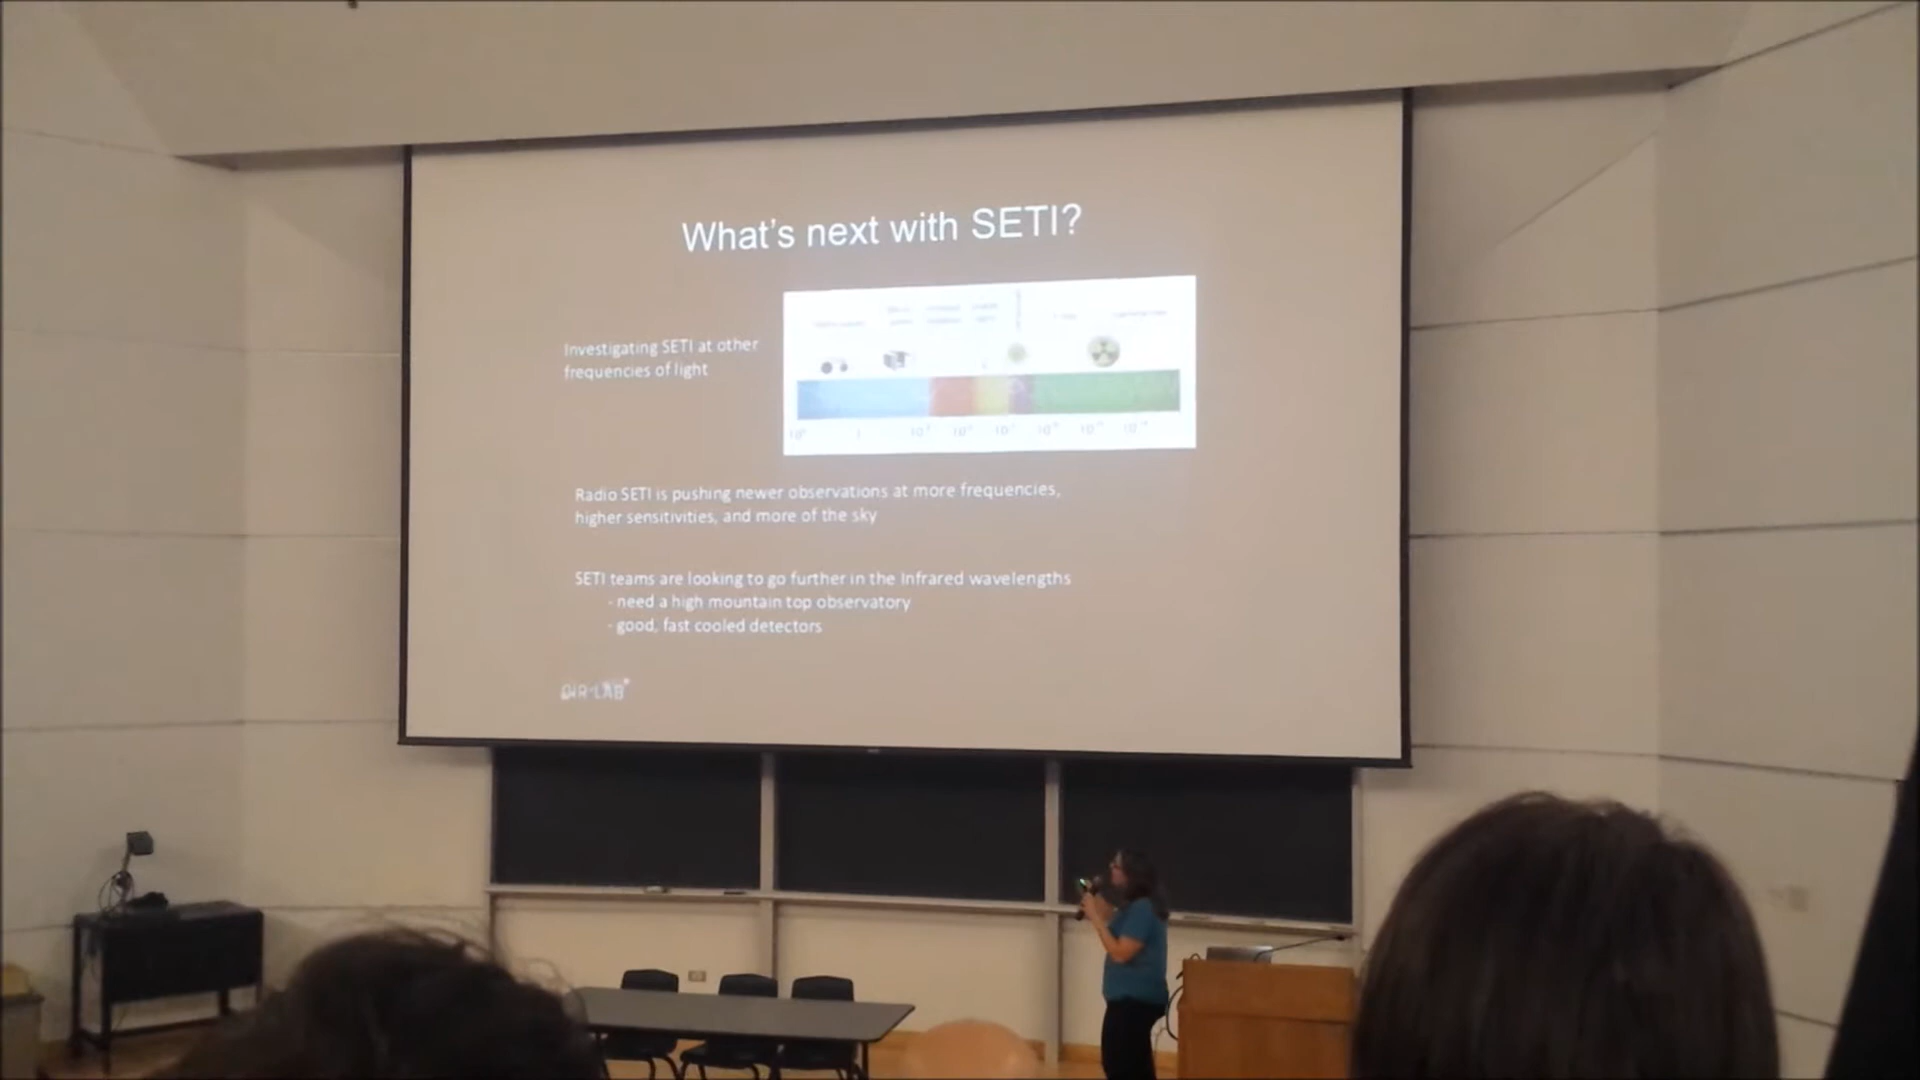 What's next with SETI?
Investigating SETI at other
frequencies of light
Radio SETI is pushing newer observations at more frequencies,
higher sensitivities, and more of the sky
SETI teams are looking to go further in the Infrared wavelengths
- need a high mountain top observatory
- good, fast cooled detectors
OIR-LAB